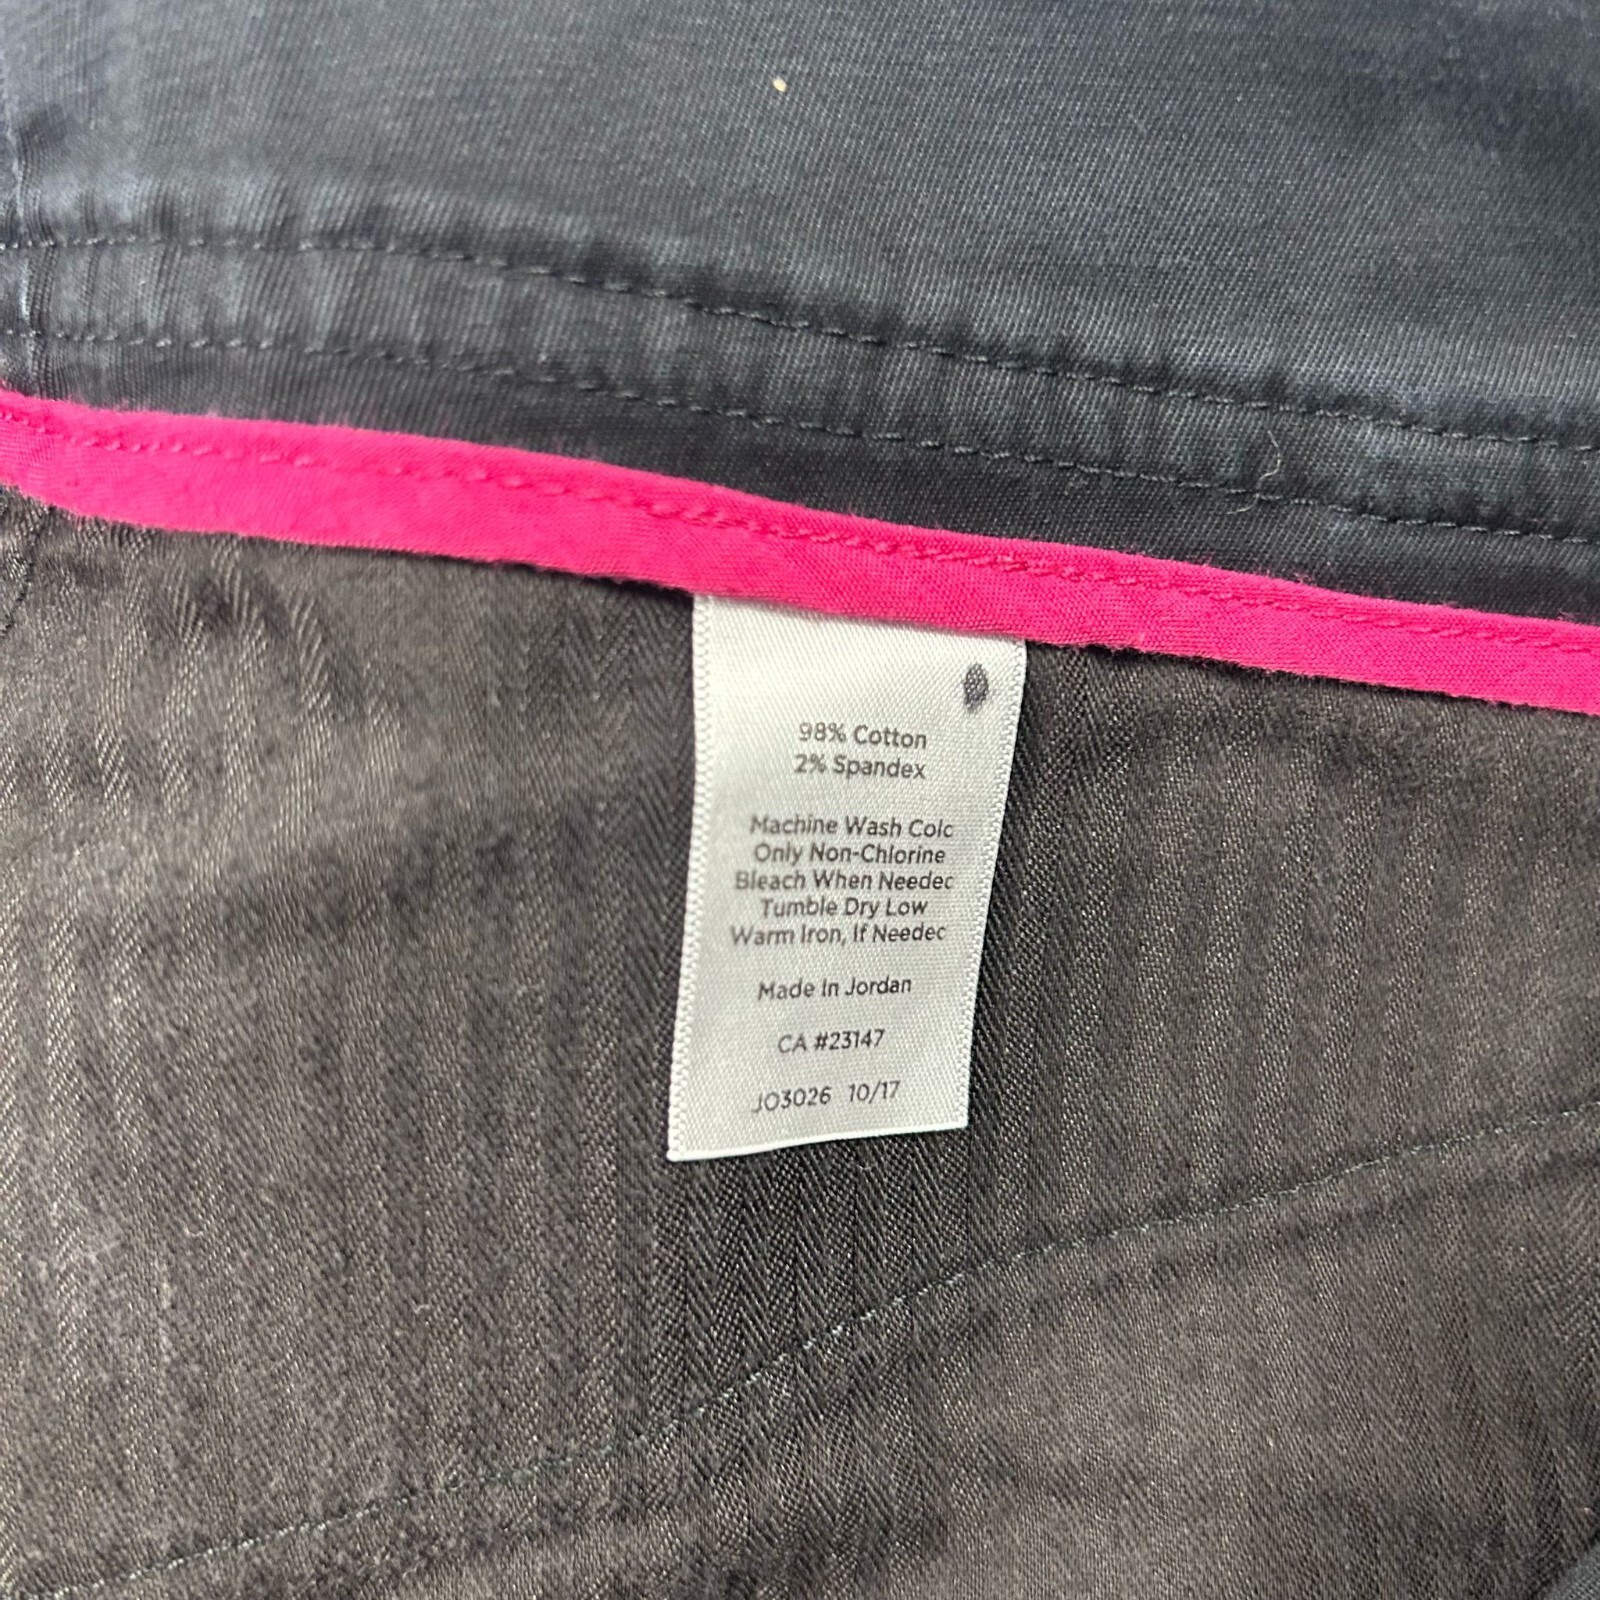 98% Cotton
2% Spandex
Machine Wash Colc
Only Non-Chlorine
Bleach When Needec
Tumble Dry Low
Warm Iron, If Needec
Made In Jordan
CA #23147
JO3026 10/17